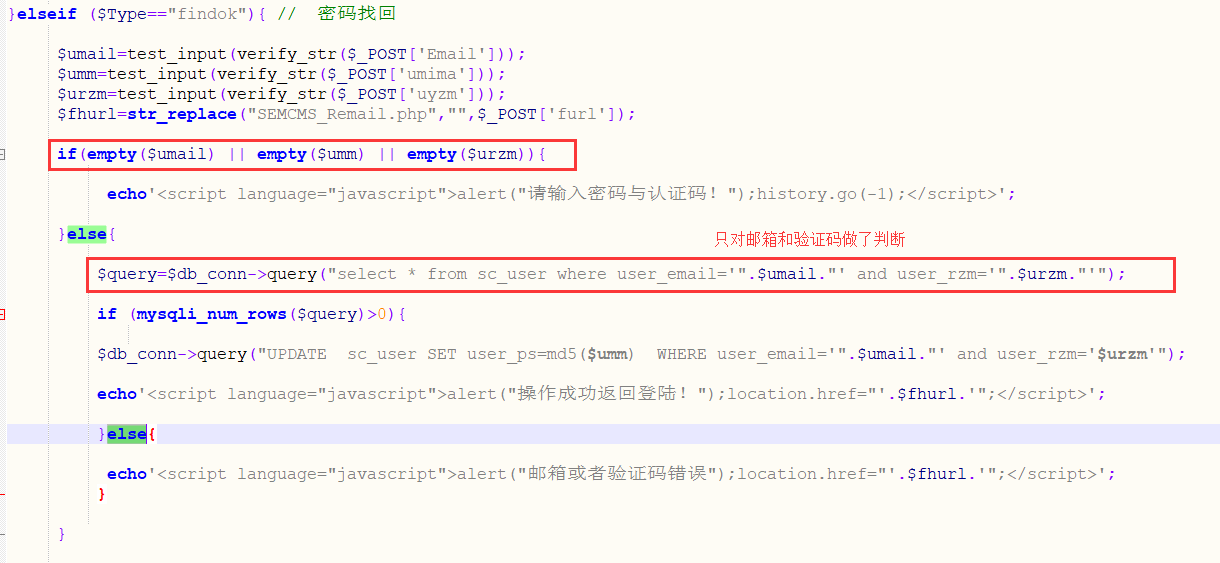 }elseif ($Type=="findok"){ //  密码找回
$umail=test_input(verify_str($_POST['Email']));
$umm=test_input(verify_str($_POST['umima']));
$urzm=test_input(verify_str($_POST['uyzm']));
$fhurl=str_replace("SEMCMS_Remail.php","",$_POST['furl']);
if(empty($umail) || empty($umm) || empty($urzm)){
echo'<script language="javascript">alert("请输入密码与认证码！");history.go(-1);</script>';
}else{
只对邮箱和验证码做了判断
$query=$db_conn->query("select * from sc_user where user_email='".$umail."' and user_rzm='".$urzm."'");
if (mysqli_num_rows($query)>0){
$db_conn->query("UPDATE  sc_user SET user_ps=md5($umm)  WHERE user_email='".$umail."' and user_rzm='$urzm'");
echo'<script language="javascript">alert("操作成功返回登陆！");location.href="'.$fhurl.'";</script>';
}else{
echo'<script language="javascript">alert("邮箱或者验证码错误");location.href="'.$fhurl.'";</script>';
}
}